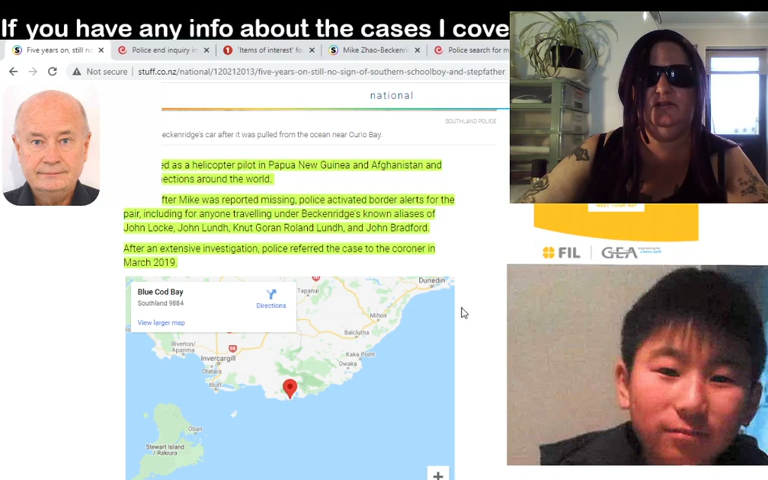 If you have any info about the cases I cove
Five years on, still n
Police end inquiry in
'Items of interest' fo
Mike Zhao-Beckenri
Police search for m
Not secure
stuff.co.nz/national/120212013/five-years-on-still-no-sign-of-southern-schoolboy-and-stepfather
national
SOUTHLAND POLICE
eckenridge's car after it was pulled from the ocean near Curio Bay.
ed as a helicopter pilot in Papua New Guinea and Afghanistan and
ections around the world.
fter Mike was reported missing, police activated border alerts for the
pair, including for anyone travelling under Beckenridge's known aliases of
John Locke, John Lundh, Knut Goran Roland Lundh, and John Bradford.
After an extensive investigation, police referred the case to the coroner in
March 2019.
Blue Cod Bay
Southland 9884
Directions
View larger map
Dunedin
Tapanui
Milton
Balclutha
Kaka Point
Owaka
Riverton/
Aparima
Invercargill
Otatara
Bluff
Stewart Island
/ Rakiura
Oban
FIL
GEA